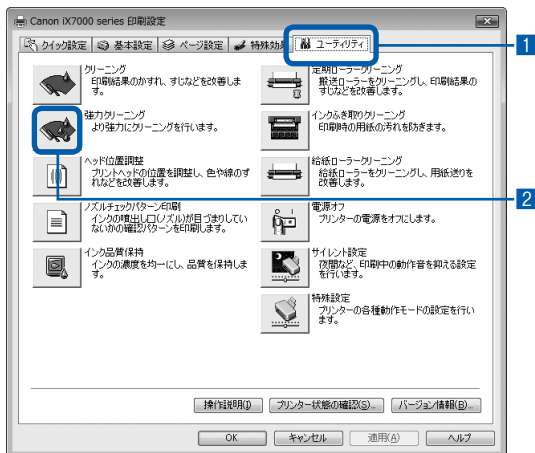 Canon iX7000 series 印刷設定
クイック設定 基本設定 ページ設定 特殊効果 ユーティリティ
1
クリーニング
印刷結果のかすれ、すじなどを改善しま
す。
定期ローラークリーニング
搬送ローラーをクリーニングし、印刷結果の
すじなどを改善します。
強力クリーニング
より強力にクリーニングを行います。
インクふき取りクリーニング
印刷時の用紙の汚れを防ぎます。
ヘッド位置調整
プリントヘッドの位置を調整し、色や線のず
れなどを改善します。
給紙ローラークリーニング
給紙ローラーをクリーニングし、用紙送りを
改善します。
2
ノズルチェックパターン印刷
インクの噴出し口(ノズル)が目づまりしてい
ないかの確認パターンを印刷します。
電源オフ
プリンターの電源をオフにします。
インク品質保持
インクの濃度を均一にし、品質を保持しま
す。
サイレント設定
夜間など、印刷中の動作音を抑える設定
を行います。
特殊設定
プリンターの各種動作モードの設定を行い
ます。
操作説明(I) プリンター状態の確認(S)... バージョン情報(B)...
OK キャンセル 適用(A) ヘルプ